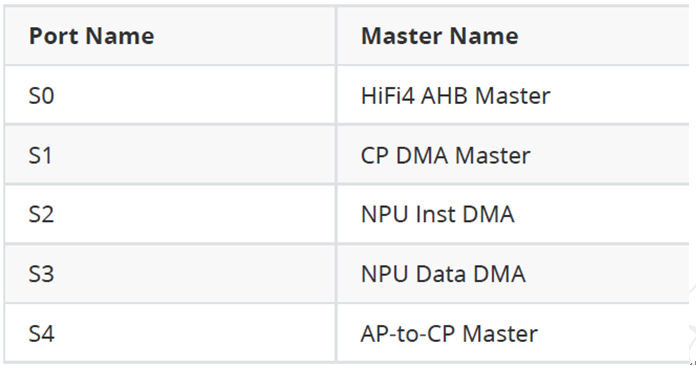 Port Name Master Name
S0 HiFi4 AHB Master
S1 CP DMA Master
S2 NPU Inst DMA
S3 NPU Data DMA
S4 AP-to-CP Master